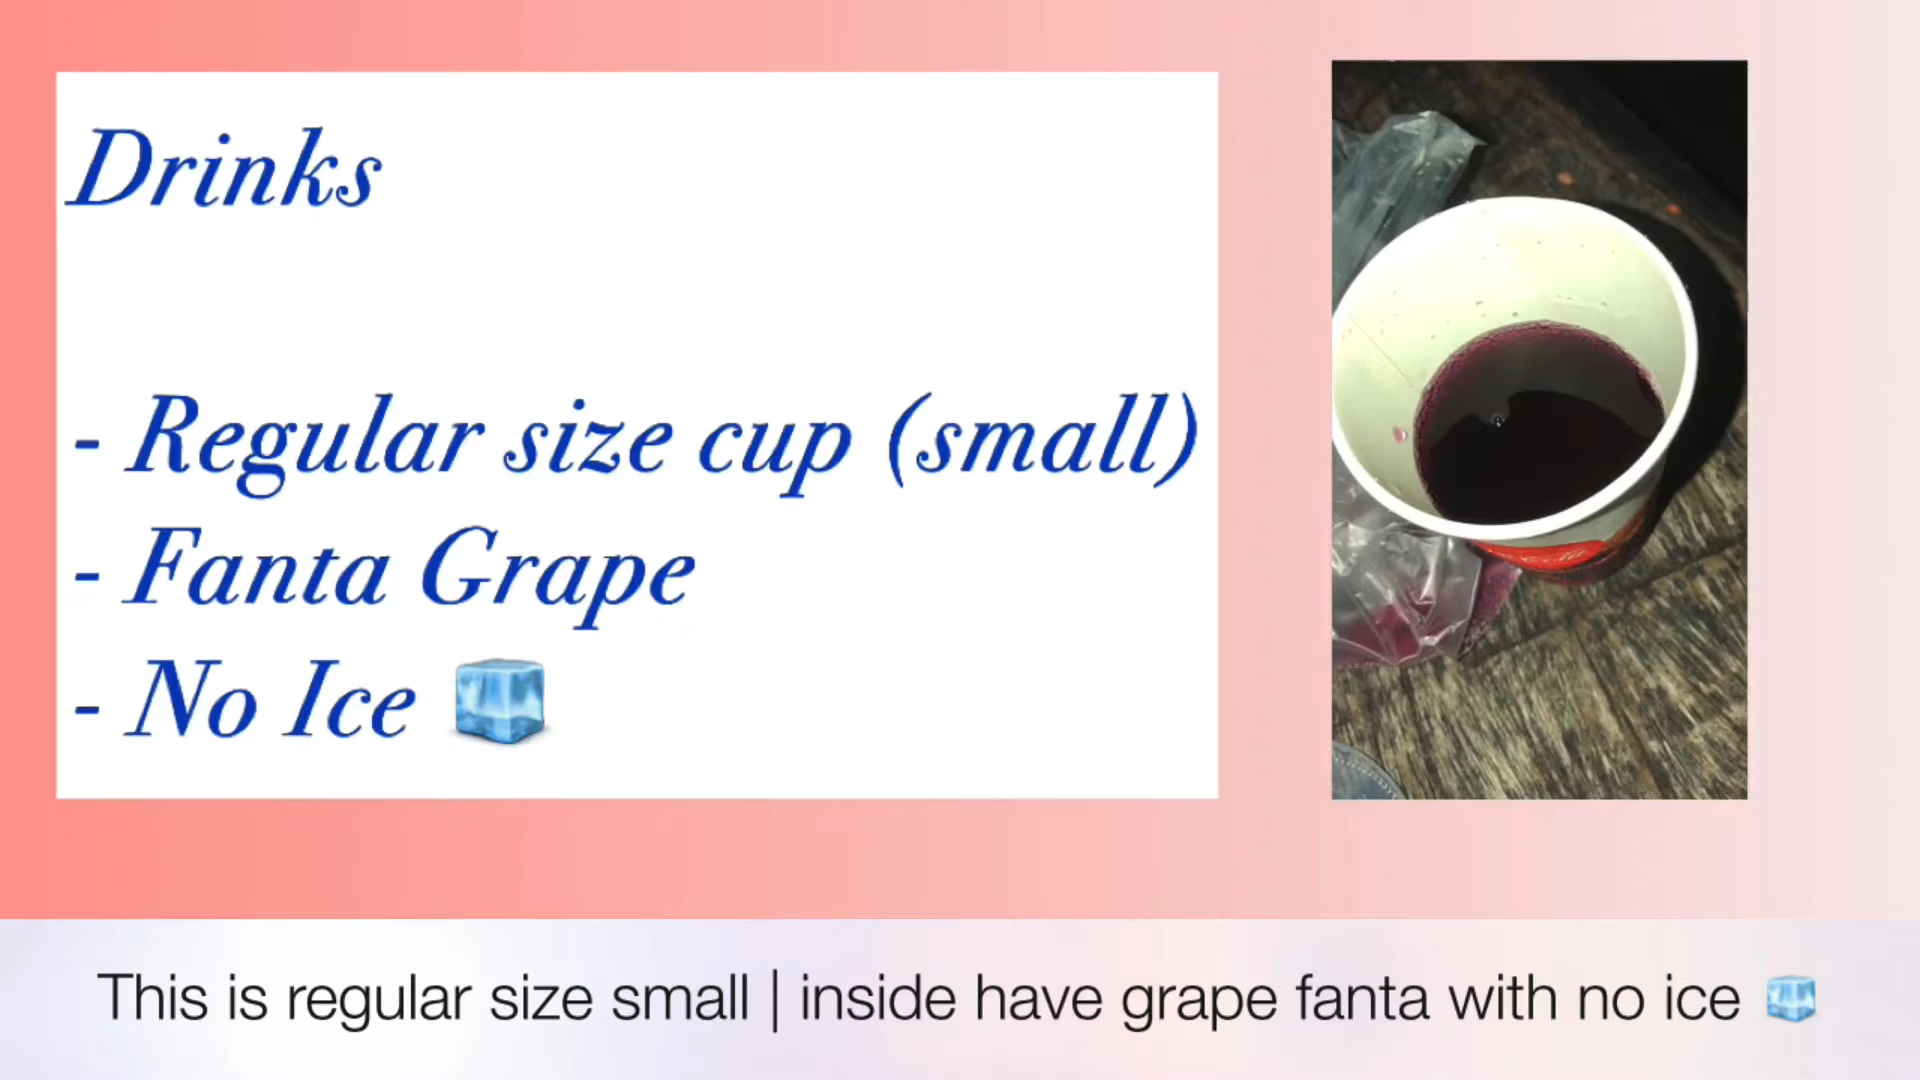 Drinks
- Regular size cup (small)
- Fanta Grape
- No Ice 🧊
This is regular size small | inside have grape fanta with no ice 🧊